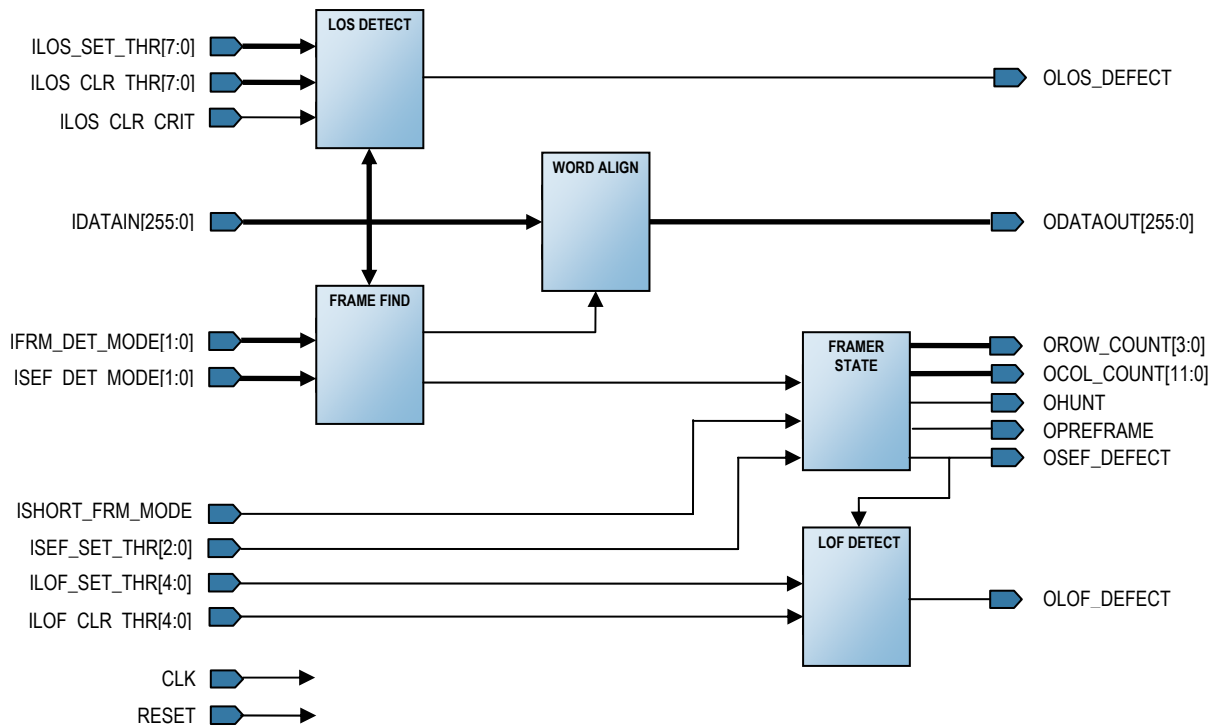 LOS DETECT
ILOS_SET_THR[7:0]
ILOS CLR THR[7:0]
ILOS CLR CRIT
OLOS_DEFECT
WORD ALIGN
IDATAIN[255:0]
ODATAOUT[255:0]
FRAME FIND
IFRM_DET_MODE[1:0]
ISEF DET MODE[1:0]
FRAMER
STATE
OROW_COUNT[3:0]
OCOL_COUNT[11:0]
OHUNT
OPREFRAME
OSEF_DEFECT
ISHORT_FRM_MODE
ISEF_SET_THR[2:0]
ILOF_SET_THR[4:0]
ILOF CLR THR[4:0]
LOF DETECT
OLOF_DEFECT
CLK
RESET